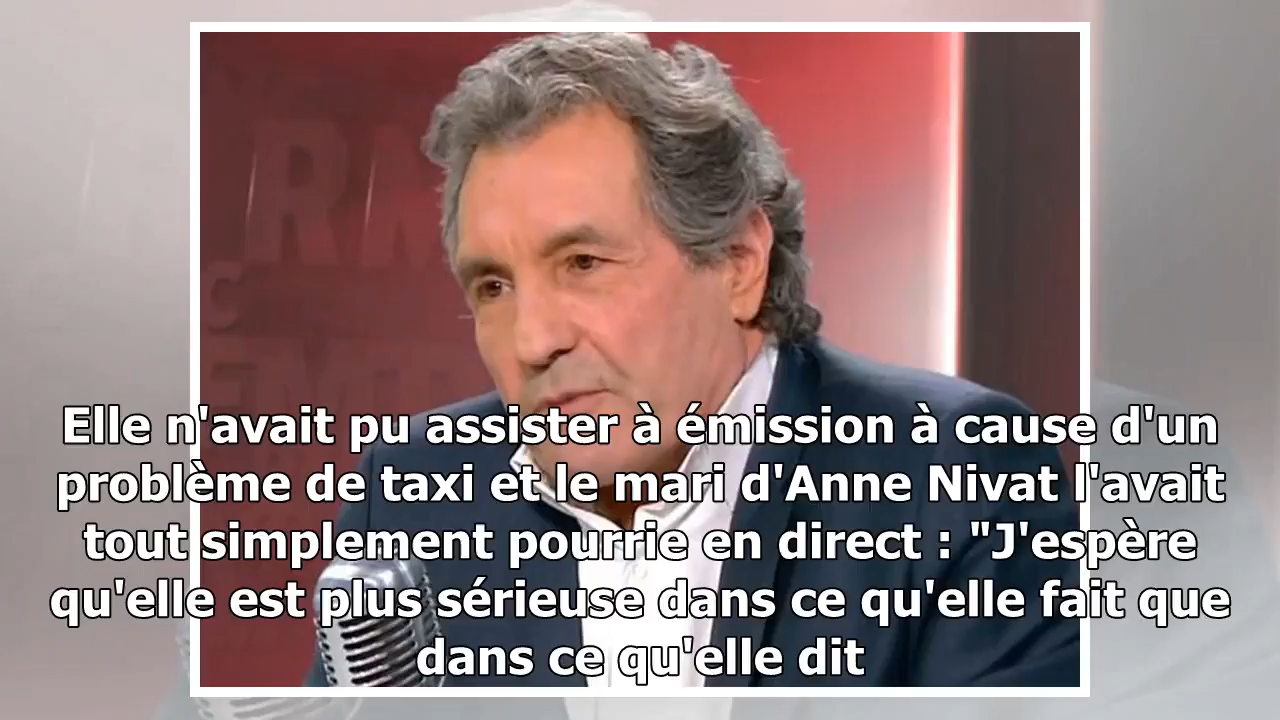 RM
C
Elle n'avait pu assister à émission à cause d'un
problème de taxi et le mari d'Anne Nivat l'avait
tout simplement pourrie en direct : "J'espère
qu'elle est plus sérieuse dans ce qu'elle fait que
dans ce qu'elle dit